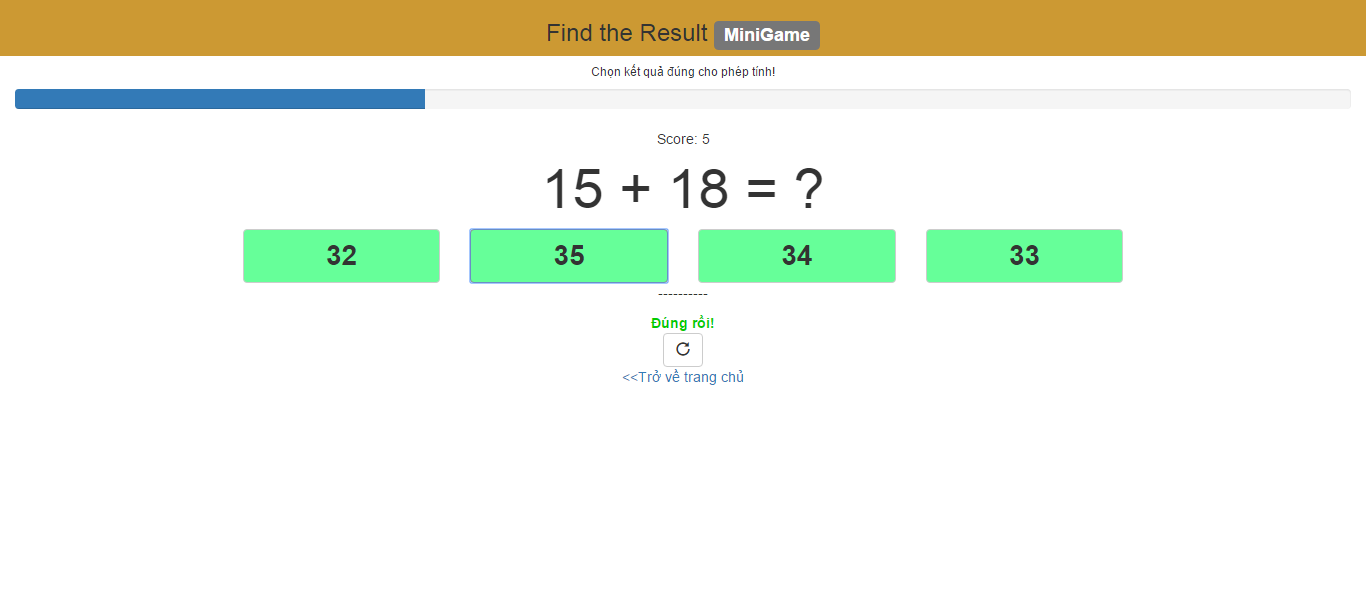 Find the Result MiniGame
Chọn kết quả đúng cho phép tính!
Score: 5
15 + 18 = ?
32 35 34 33
----------
Đúng rồi!
<<Trở về trang chủ